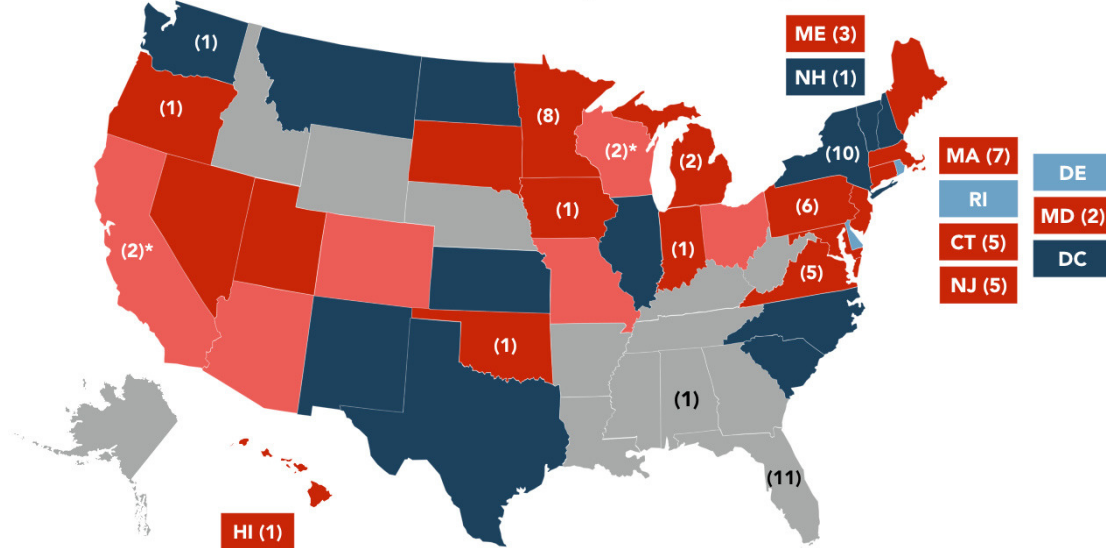 ME (3)
(1)
NH (1)
(8)
(1)
(2)*
(10)
(2)
MA (7)
DE
RI
(6)
(1)
MD (2)
(2)*
(1)
CT (5)
DC
(5)
NJ (5)
(1)
(1)
(11)
HI (1)